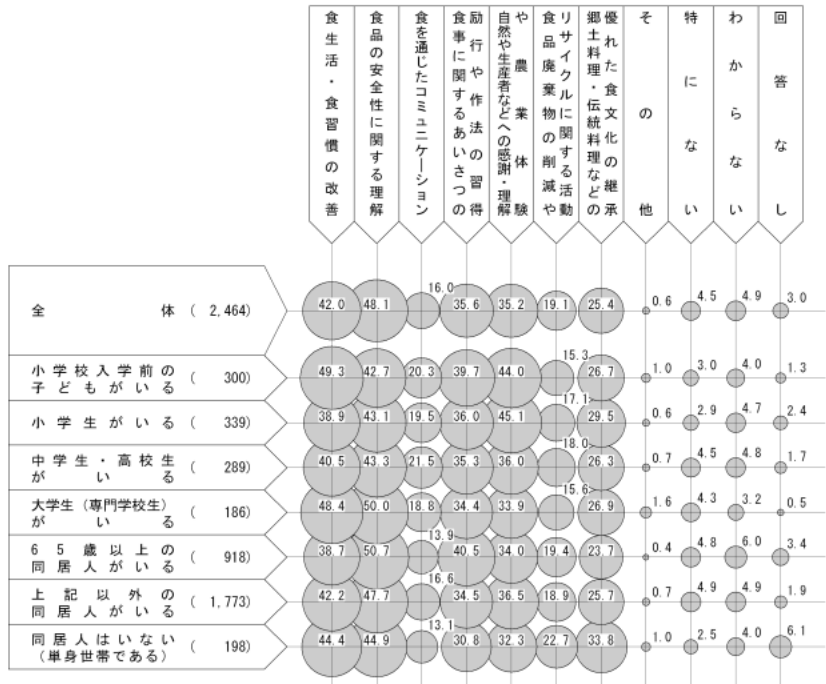 食生活・食習慣の改善
食品の安全性に関する理解
食を通じたコミュニケーション
食事に関するあいさつの
励行や作法の習得
自然や生産者などへの感謝・理解
や農業体験
食品廃棄物の削減や
リサイクルに関する活動
郷土料理・伝統料理などの
優れた食文化の継承
その他
特にない
わからない
回答なし
全体 ( 2,464) 42.0 48.1 16.0 35.6 35.2 19.1 25.4 0.6 4.5 4.9 3.0
小学校入学前の
子どもがいる ( 300) 49.3 42.7 20.3 39.7 44.0 15.3 26.7 1.0 3.0 4.0 1.3
小学生がいる ( 339) 38.9 43.1 19.5 36.0 45.1 17.1 29.5 0.6 2.9 4.7 2.4
中学生・高校生
がいる ( 289) 40.5 43.3 21.5 35.3 36.0 18.0 26.3 0.7 4.5 4.8 1.7
大学生(専門学校生)
がいる ( 186) 48.4 50.0 18.8 34.4 33.9 15.6 26.9 1.6 4.3 3.2 0.5
65歳以上の
同居人がいる ( 918) 38.7 50.7 13.9 40.5 34.0 19.4 23.7 0.4 4.8 6.0 3.4
上記以外の
同居人がいる ( 1,773) 42.2 47.7 16.6 34.5 36.5 18.9 25.7 0.7 4.9 4.9 1.9
同居人はいない
(単身世帯である) ( 198) 44.4 44.9 13.1 30.8 32.3 22.7 33.8 1.0 2.5 4.0 6.1